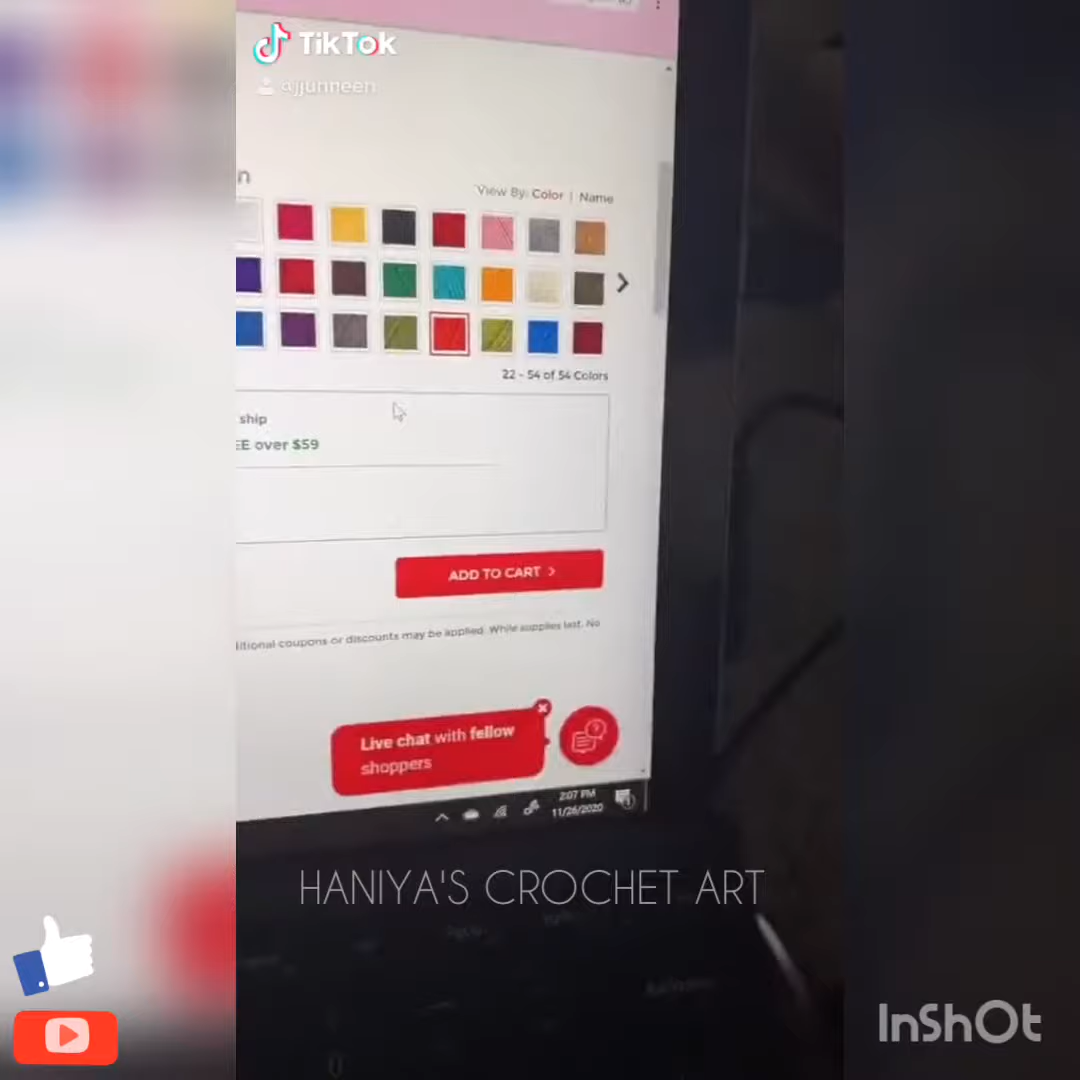 TikTok
@jjunneen
n
View By: Color | Name
22 - 54 of 54 Colors
ship
EE over $59
ADD TO CART >
ditional coupons or discounts may be applied. While supplies last. No
Live chat with fellow
shoppers
2:07 PM
11/26/2020
HANIYA'S CROCHET ART
InShOt